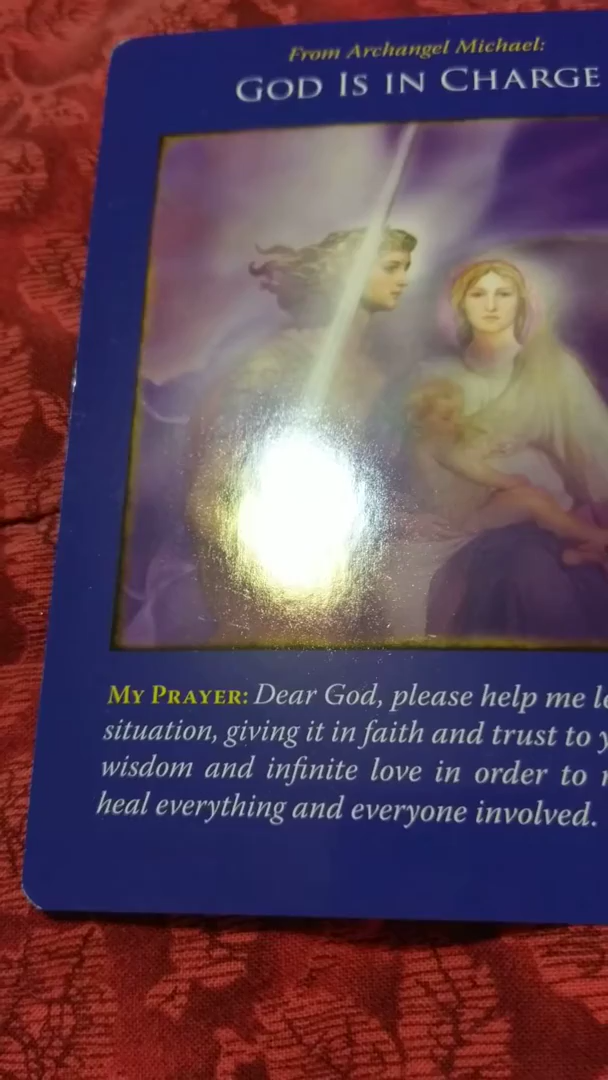 From Archangel Michael:
GOD IS IN CHARGE
MY PRAYER: Dear God, please help me
situation, giving it in faith and trust to
wisdom and infinite love in order to
heal everything and everyone involved.